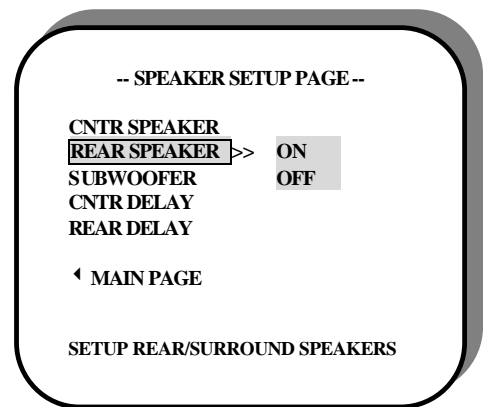 -- SPEAKER SETUP PAGE --
CNTR SPEAKER
REAR SPEAKER >> ON
SUBWOOFER OFF
CNTR DELAY
REAR DELAY
MAIN PAGE
SETUP REAR/SURROUND SPEAKERS